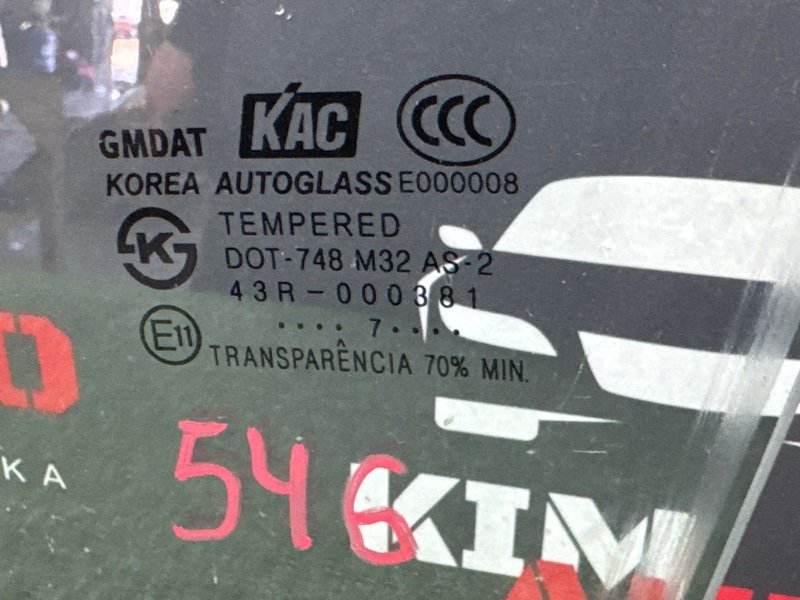 GMDAT KAC CCC
KOREA AUTOGLASS E000008
K S TEMPERED
DOT-748 M32 AS-2
43R-000381
E11 .... 7 ....
TRANSPARÊNCIA 70% MIN.
546
KA
KIM